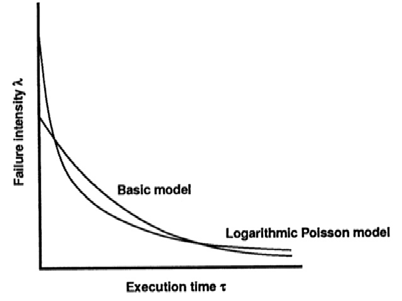 Failure intensity λ
Basic model
Logarithmic Poisson model
Execution time τ